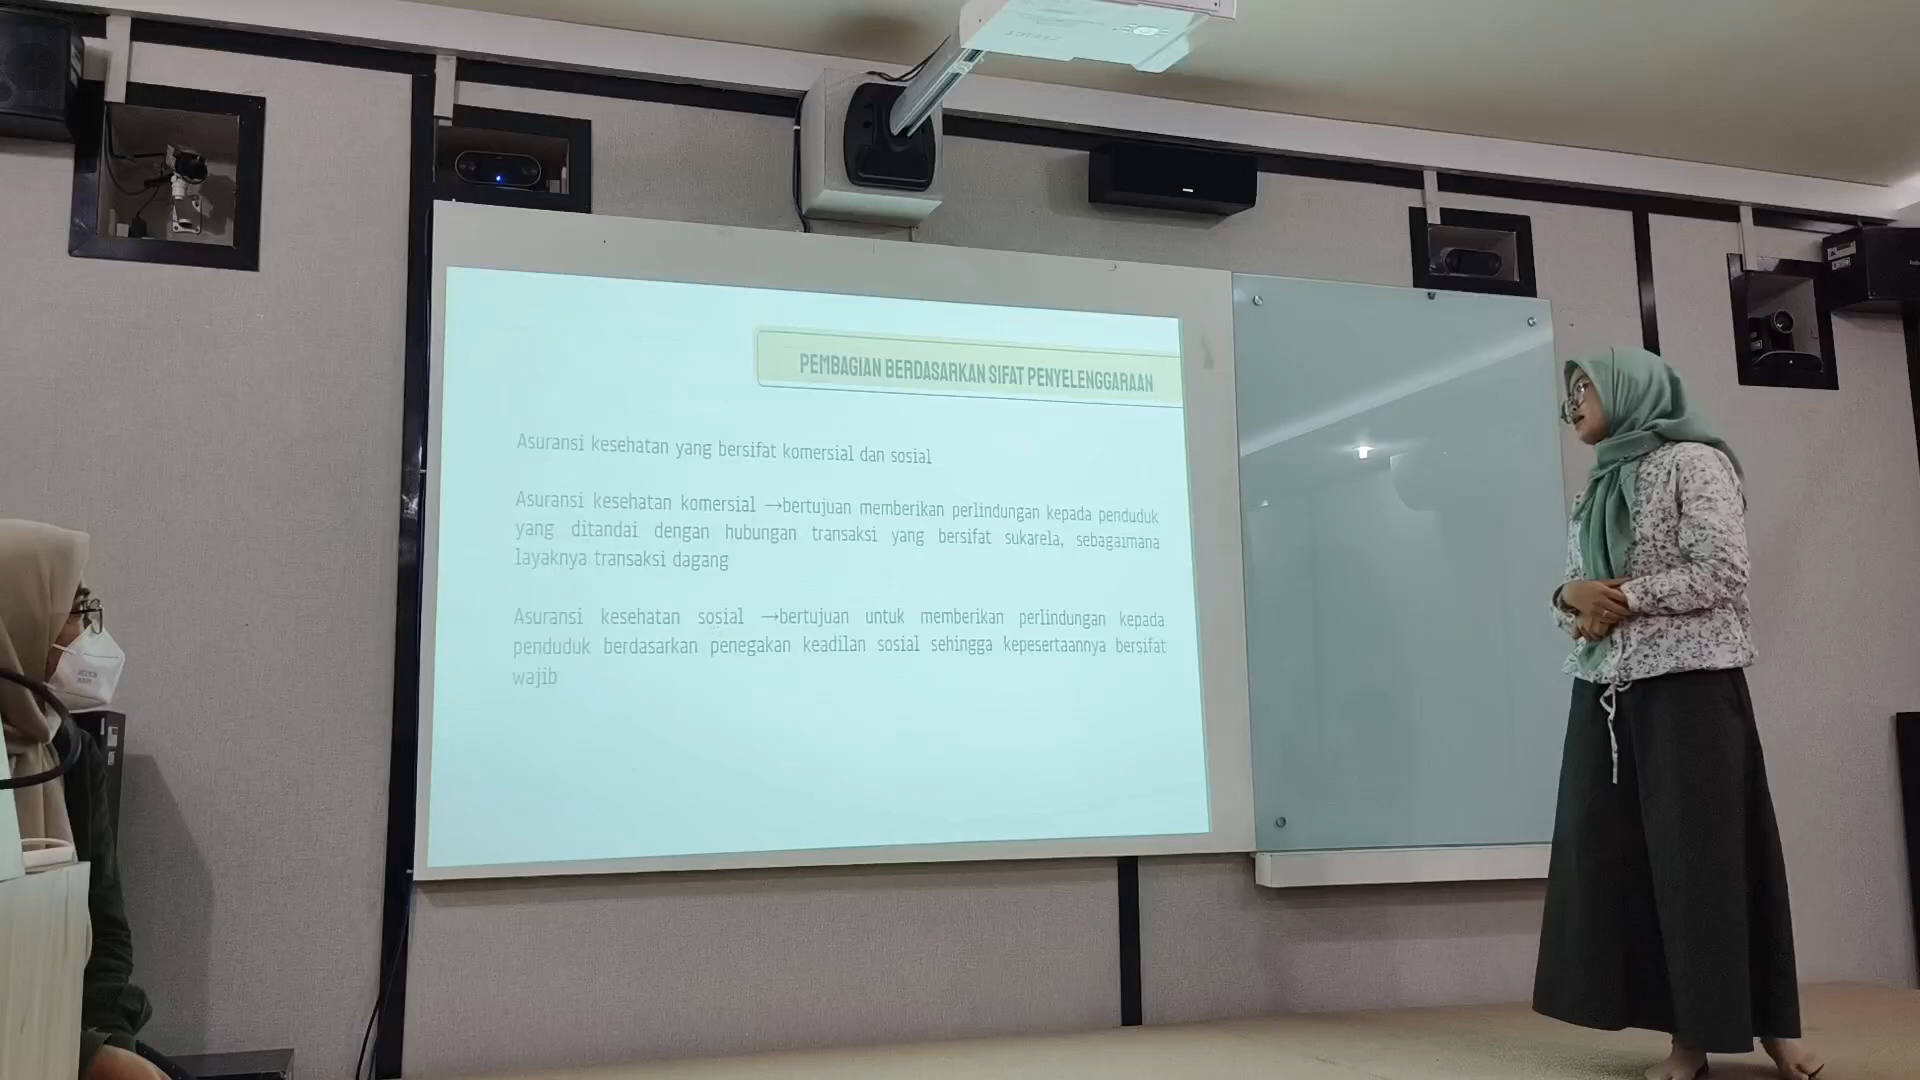 PEMBAGIAN BERDASARKAN SIFAT PENYELENGGARAAN
Asuransi kesehatan yang bersifat komersial dan sosial
Asuransi kesehatan komersial →bertujuan memberikan perlindungan kepada penduduk
yang ditandai dengan hubungan transaksi yang bersifat sukarela, sebagaimana
layaknya transaksi dagang
Asuransi kesehatan sosial →bertujuan untuk memberikan perlindungan kepada
penduduk berdasarkan penegakan keadilan sosial sehingga kepesertaannya bersifat
wajib